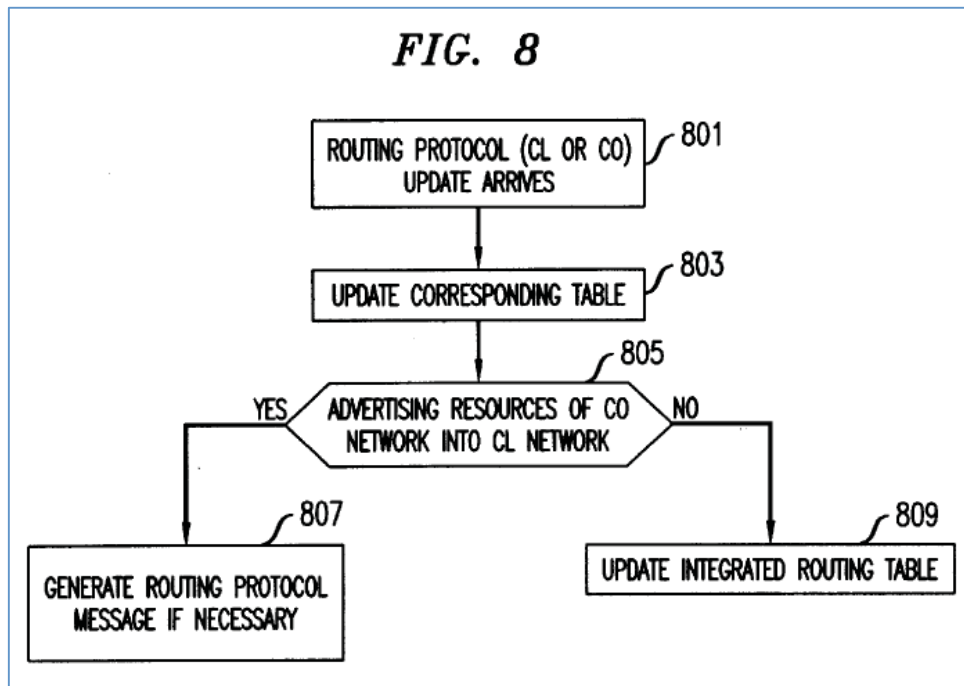 FIG. 8
801
ROUTING PROTOCOL (CL OR CO)
UPDATE ARRIVES
803
UPDATE CORRESPONDING TABLE
805
YES
ADVERTISING RESOURCES OF CO
NETWORK INTO CL NETWORK
NO
807
GENERATE ROUTING PROTOCOL
MESSAGE IF NECESSARY
809
UPDATE INTEGRATED ROUTING TABLE